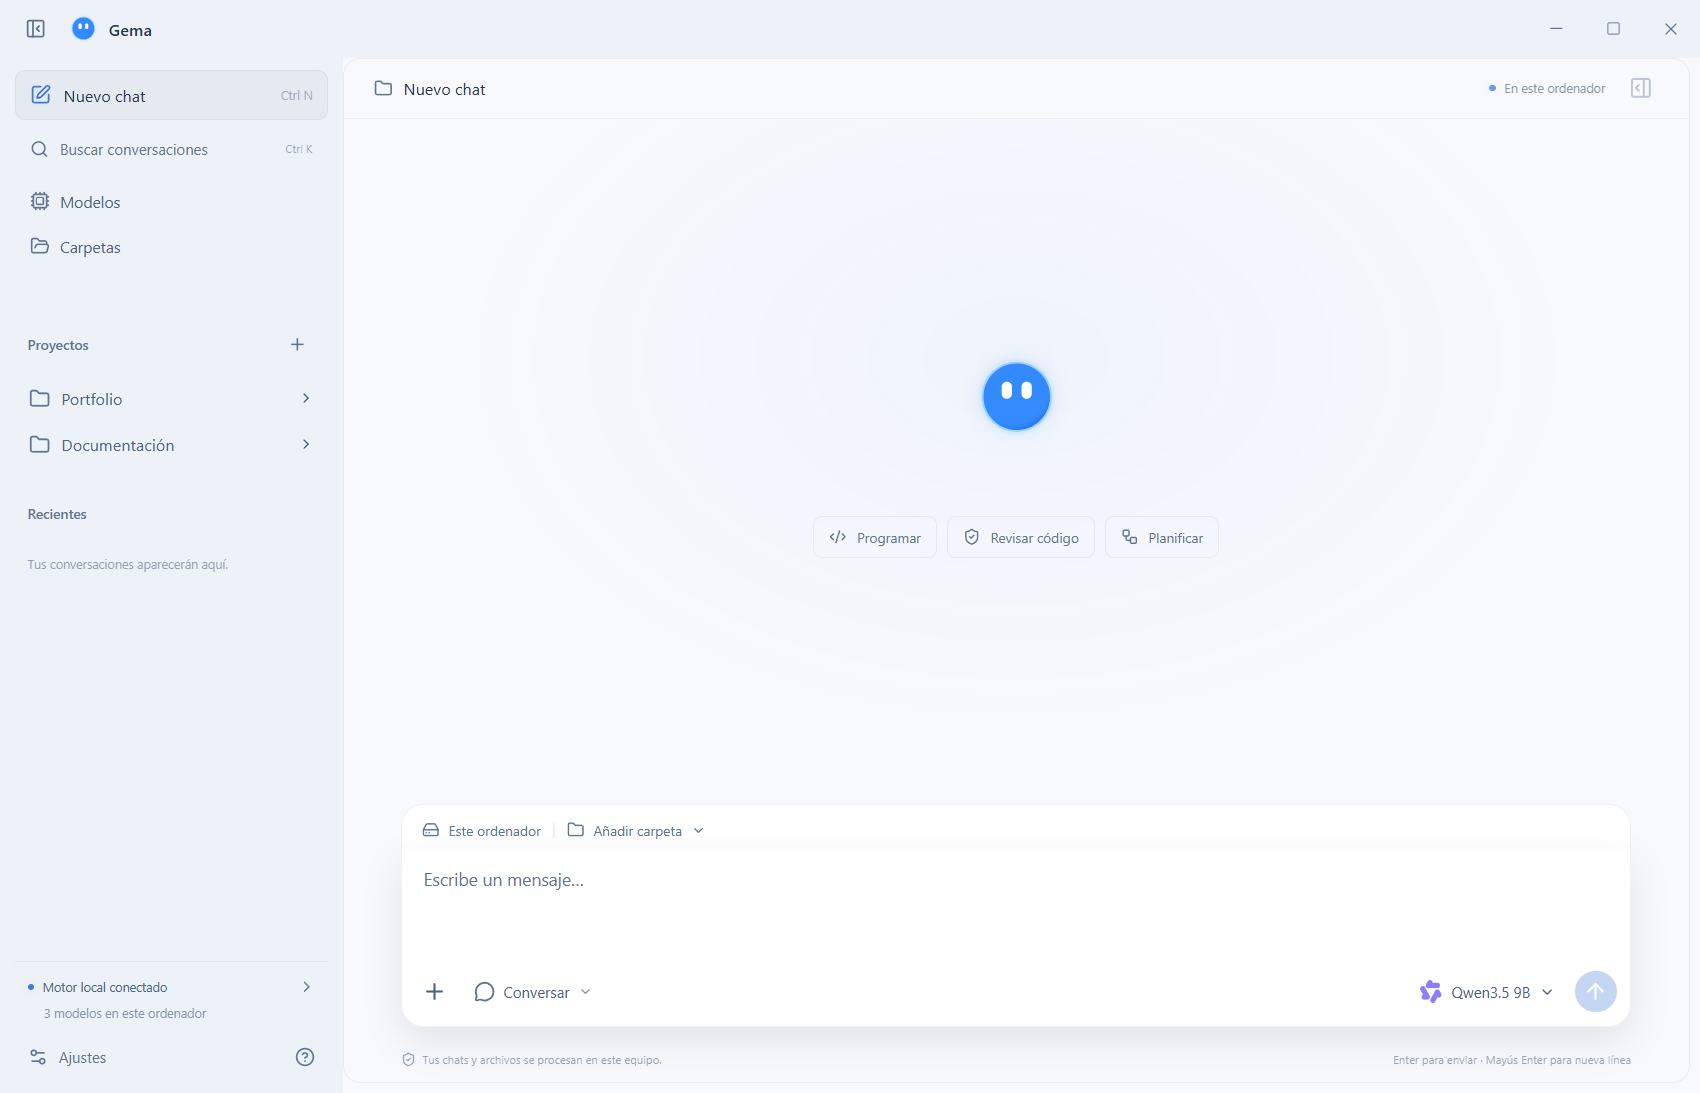 Gema
Nuevo chat Ctrl N
Buscar conversaciones Ctrl K
Modelos
Carpetas
Proyectos
Portfolio
Documentación
Recientes
Tus conversaciones aparecerán aquí.
Motor local conectado
3 modelos en este ordenador
Ajustes
Nuevo chat
En este ordenador
Programar
Revisar código
Planificar
Este ordenador
Añadir carpeta
Escribe un mensaje...
Conversar
Qwen3.5 9B
Tus chats y archivos se procesan en este equipo.
Enter para enviar · Mayús Enter para nueva línea